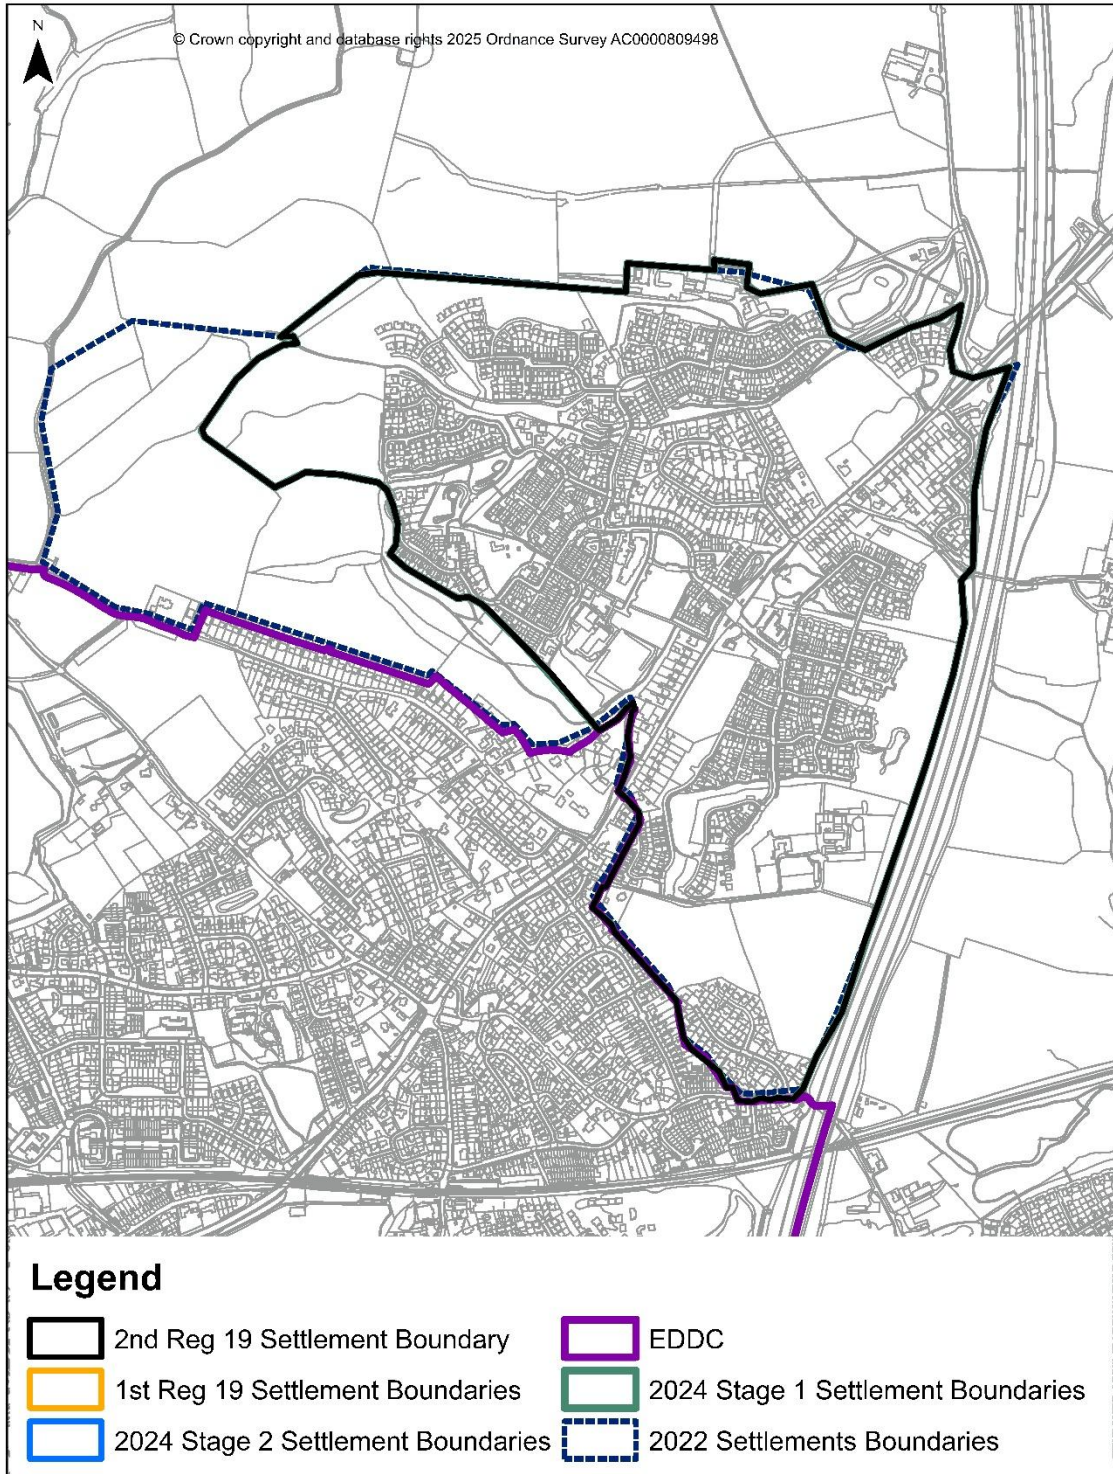 N
© Crown copyright and database rights 2025 Ordnance Survey AC0000809498
Legend
2nd Reg 19 Settlement Boundary
EDDC
1st Reg 19 Settlement Boundaries
2024 Stage 1 Settlement Boundaries
2024 Stage 2 Settlement Boundaries
2022 Settlements Boundaries